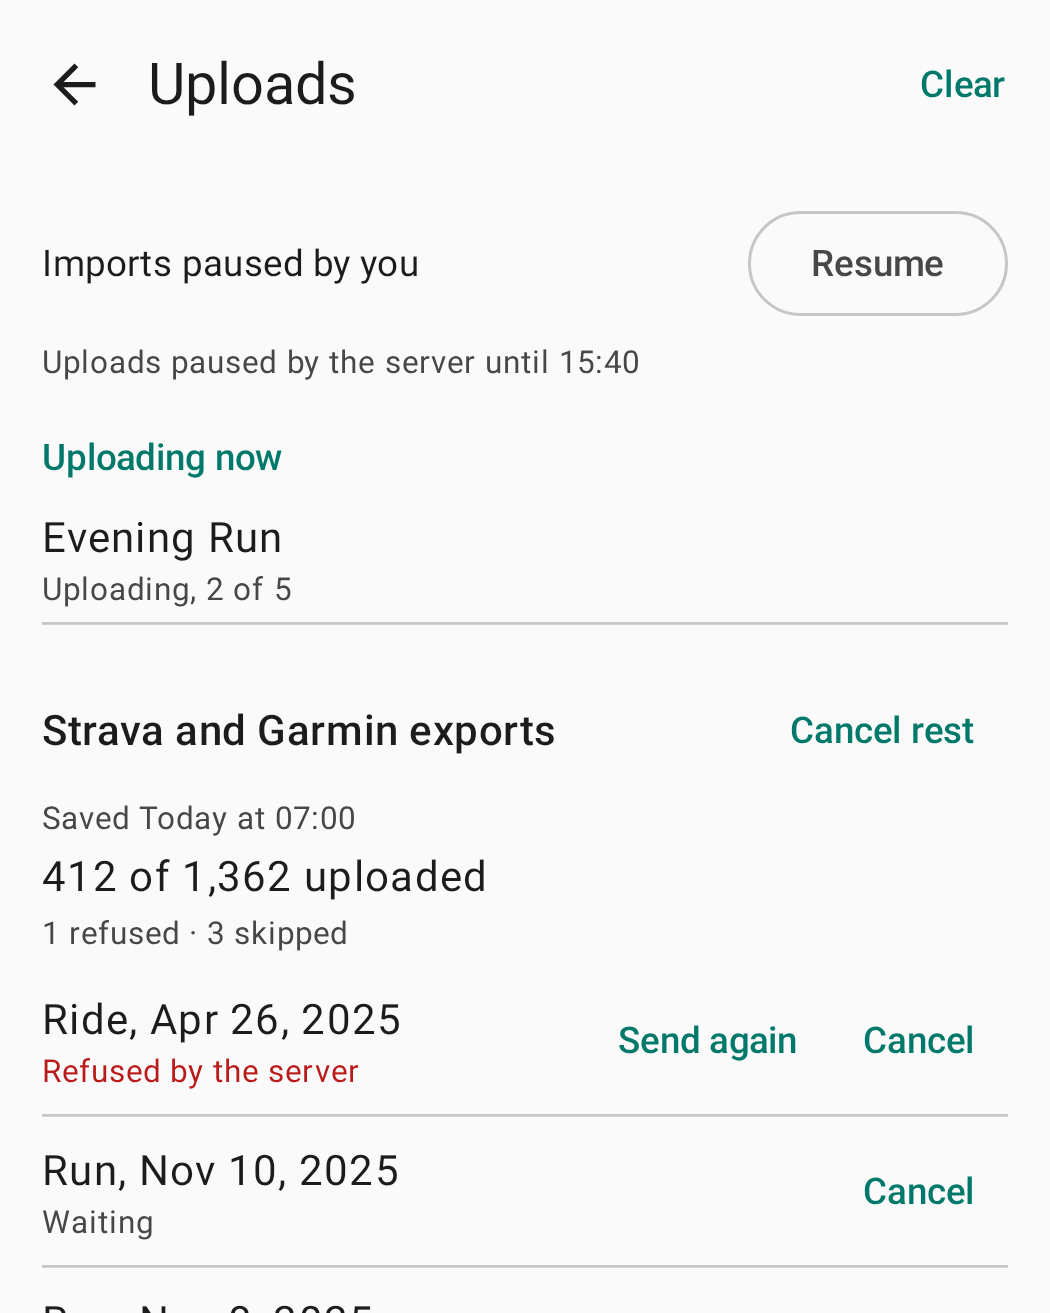 Uploads
Clear
Imports paused by you
Resume
Uploads paused by the server until 15:40
Uploading now
Evening Run
Uploading, 2 of 5
Strava and Garmin exports
Cancel rest
Saved Today at 07:00
412 of 1,362 uploaded
1 refused · 3 skipped
Ride, Apr 26, 2025
Refused by the server
Send again
Cancel
Run, Nov 10, 2025
Waiting
Cancel